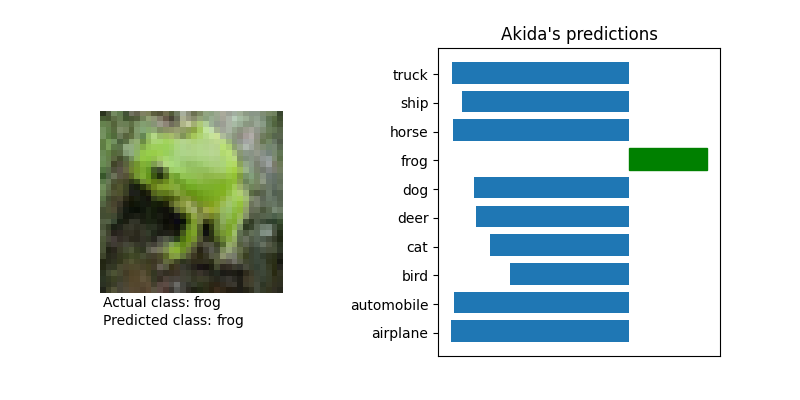 Akida's predictions
truck
ship
horse
frog
dog
deer
cat
bird
automobile
airplane
Actual class: frog
Predicted class: frog